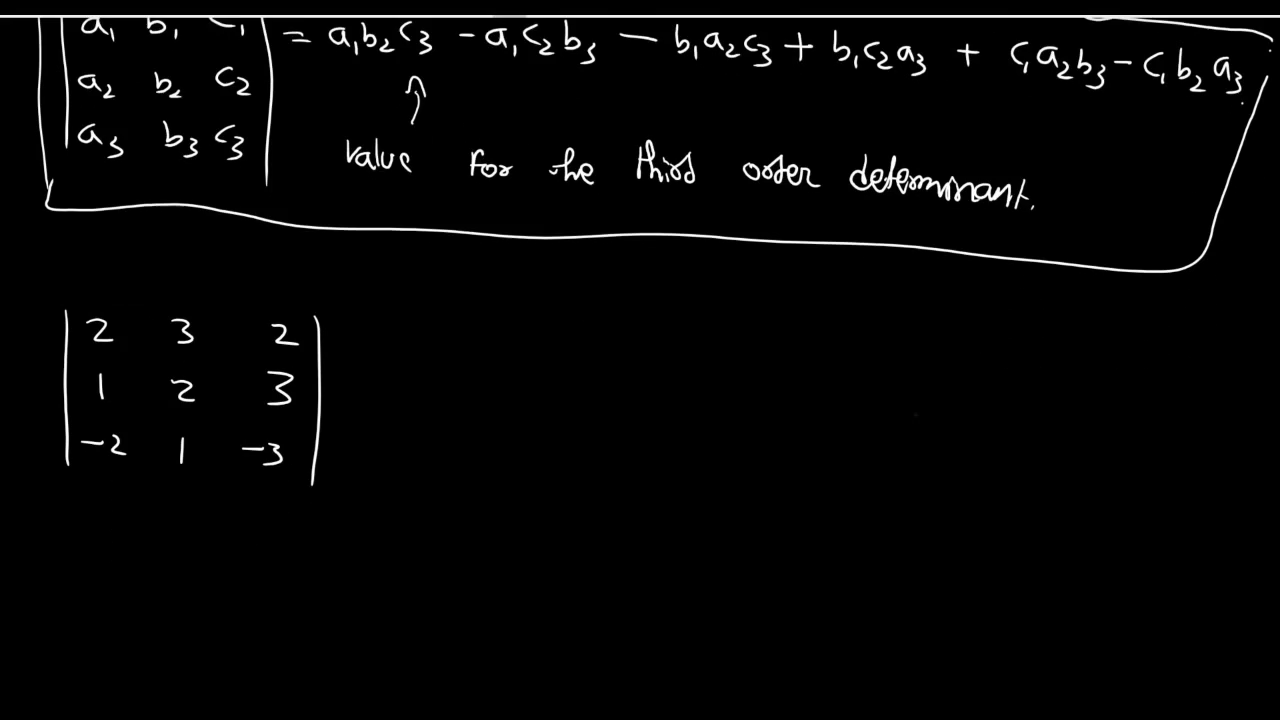 | a₁ b₁ c₁ | = a₁b₂c₃ - a₁c₂b₃ - b₁a₂c₃ + b₁c₂a₃ + c₁a₂b₃ - c₁b₂a₃
| a₂ b₂ c₂ |
| a₃ b₃ c₃ | value for the third order determinant.
| 2 3 2 |
| 1 2 3 |
| -2 1 -3 |